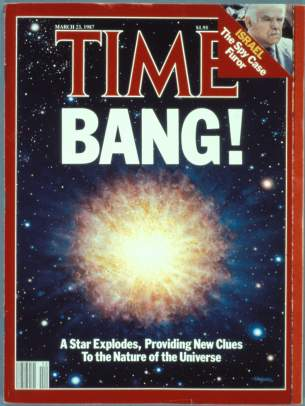 MARCH 23, 1987
$1.95
TIME
ISRAEL
The Spy Case
Furor
BANG!
A Star Explodes, Providing New Clues
To the Nature of the Universe